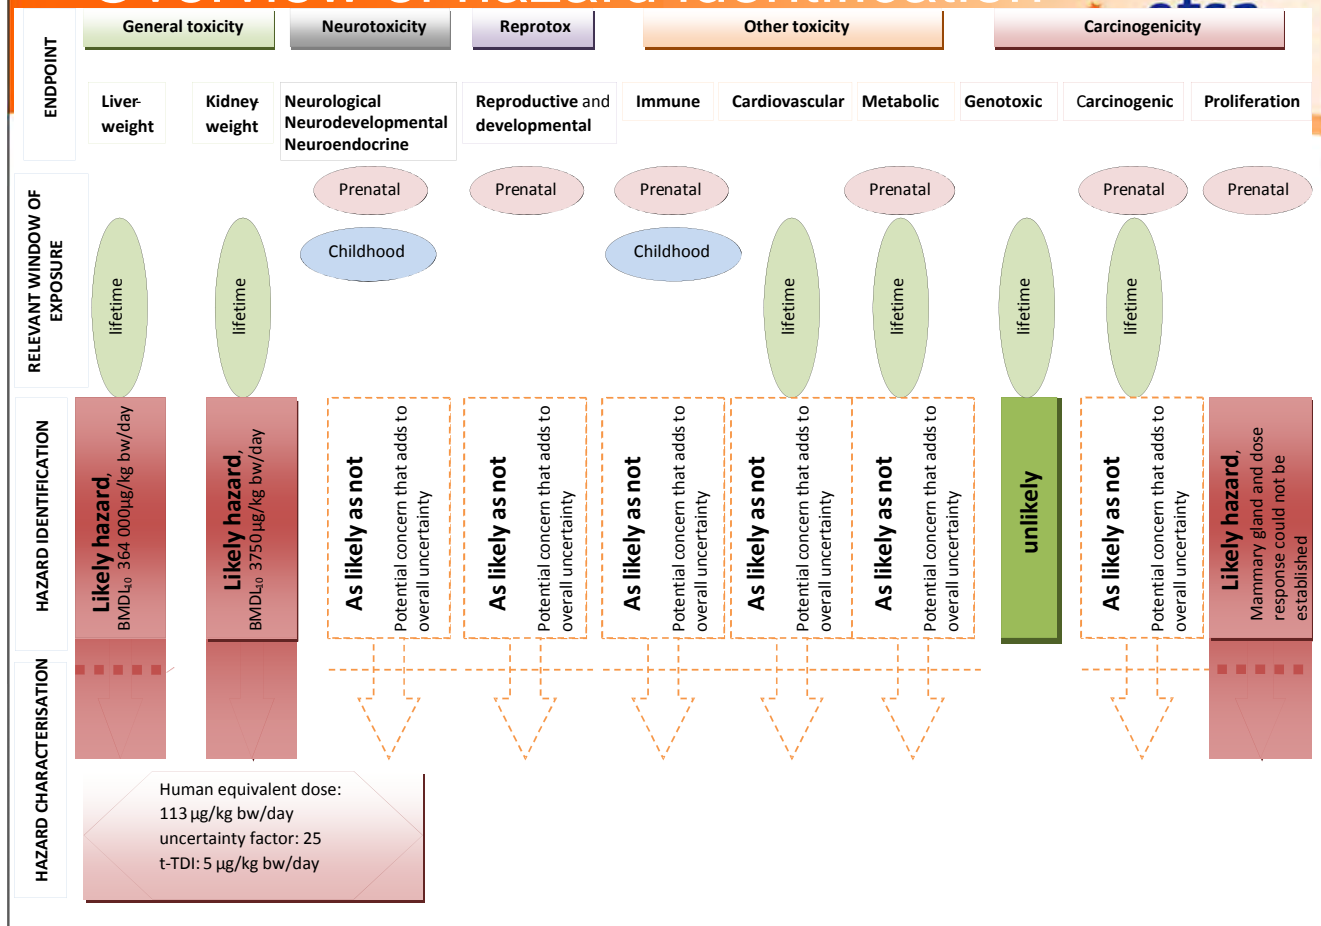 Overview of hazard identification
efsa
ENDPOINT
General toxicity
Neurotoxicity
Reprotox
Other toxicity
Carcinogenicity
Liver-
weight
Kidney-
weight
Neurological
Neurodevelopmental
Neuroendocrine
Reproductive and
developmental
Immune
Cardiovascular
Metabolic
Genotoxic
Carcinogenic
Proliferation
RELEVANT WINDOW OF
EXPOSURE
Prenatal
Prenatal
Prenatal
Prenatal
Prenatal
Prenatal
Childhood
Childhood
lifetime
lifetime
lifetime
lifetime
lifetime
lifetime
HAZARD IDENTIFICATION
Likely hazard,
BMDL₁₀ 364 000µg/kg bw/day
Likely hazard,
BMDL₁₀ 3750µg/kg bw/day
As likely as not
Potential concern that adds to
overall uncertainty
As likely as not
Potential concern that adds to
overall uncertainty
As likely as not
Potential concern that adds to
overall uncertainty
As likely as not
Potential concern that adds to
overall uncertainty
As likely as not
Potential concern that adds to
overall uncertainty
unlikely
As likely as not
Potential concern that adds to
overall uncertainty
Likely hazard,
Mammary gland and dose
response could not be
established
HAZARD CHARACTERISATION
Human equivalent dose:
113 µg/kg bw/day
uncertainty factor: 25
t-TDI: 5 µg/kg bw/day